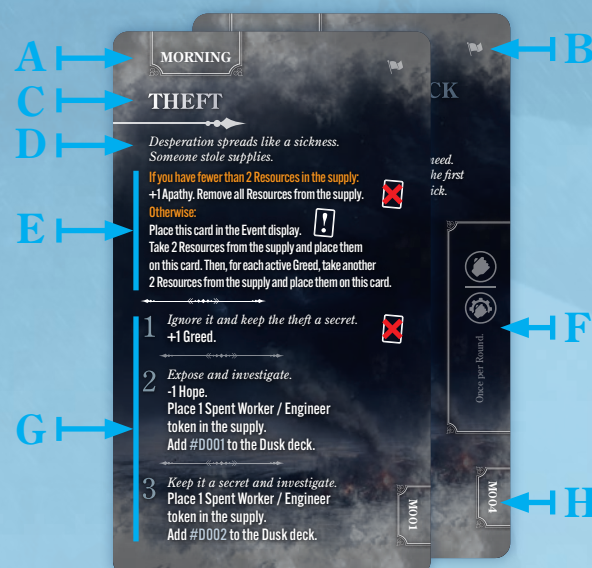 A
MORNING
B
C
THEFT
CK
D
Desperation spreads like a sickness.
Someone stole supplies.
need.
he first
ick.
If you have fewer than 2 Resources in the supply:
+1 Apathy. Remove all Resources from the supply.
Otherwise:
E
Place this card in the Event display.
!
Take 2 Resources from the supply and place them
on this card. Then, for each active Greed, take another
2 Resources from the supply and place them on this card.
F
Once per Round.
G
1 Ignore it and keep the theft a secret.
+1 Greed.
2 Expose and investigate.
-1 Hope.
Place 1 Spent Worker / Engineer
token in the supply.
Add #D001 to the Dusk deck.
3 Keep it a secret and investigate.
Place 1 Spent Worker / Engineer
token in the supply.
Add #D002 to the Dusk deck.
M001
M004
H